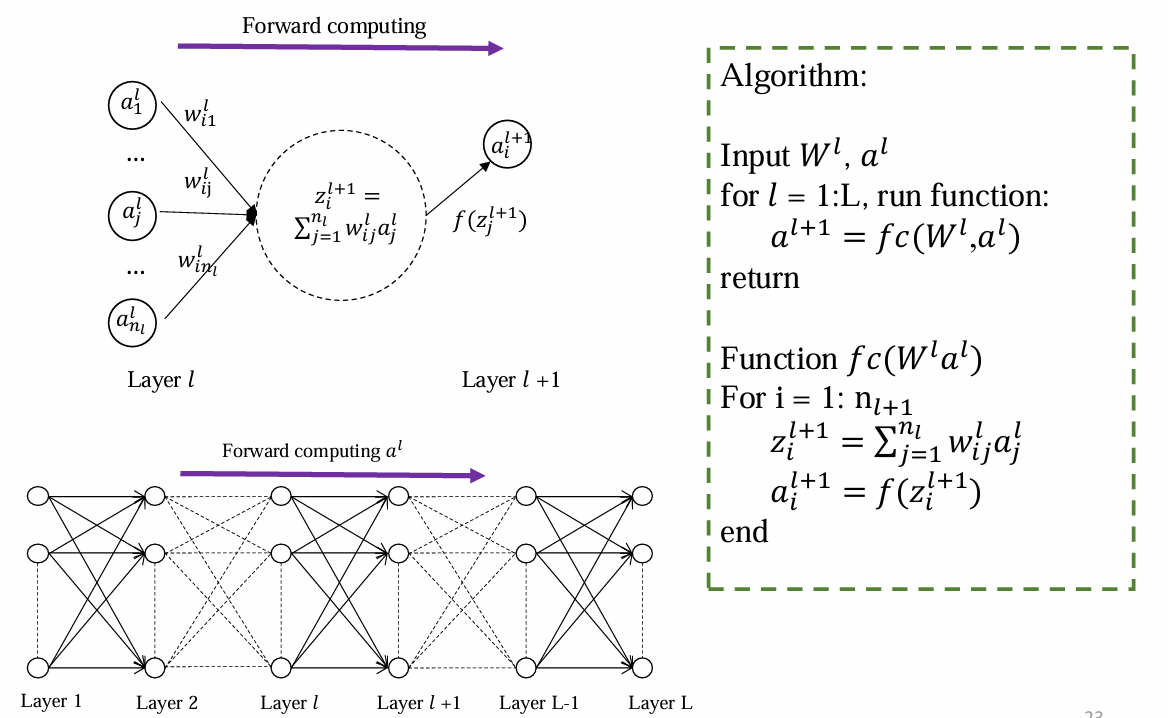 Forward computing
a_1^l
w_{i1}^l
...
w_{ij}^l
a_j^l
z_i^{l+1} =
∑_{j=1}^{n_l} w_{ij}^l a_j^l
a_i^{l+1}
f(z_j^{l+1})
...
w_{in_l}^l
a_{n_l}^l
Layer l
Layer l +1
Forward computing a^l
Layer 1
Layer 2
Layer l
Layer l +1
Layer L-1
Layer L
Algorithm:
Input W^l, a^l
for l = 1:L, run function:
a^{l+1} = fc(W^l,a^l)
return
Function fc(W^l a^l)
For i = 1: n_{l+1}
z_i^{l+1} = ∑_{j=1}^{n_l} w_{ij}^l a_j^l
a_i^{l+1} = f(z_i^{l+1})
end
23